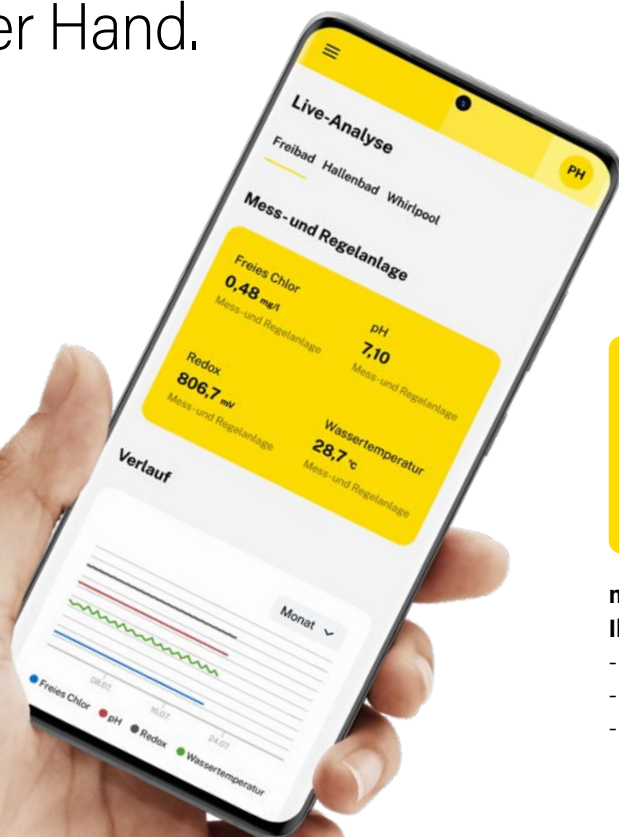 er Hand.
PH
Live-Analyse
Freibad Hallenbad Whirlpool
Mess- und Regelanlage
Freies Chlor
0,48 mg/l
Mess-und Regelanlage
pH
7,10
Mess-und Regelanlage
Redox
806,7 mV
Mess-und Regelanlage
Wassertemperatur
28,7 °C
Mess-und Regelanlage
Verlauf
Monat
08.07. 16.07. 24.07.
Freies Chlor pH Redox Wassertemperatur
-
-
-